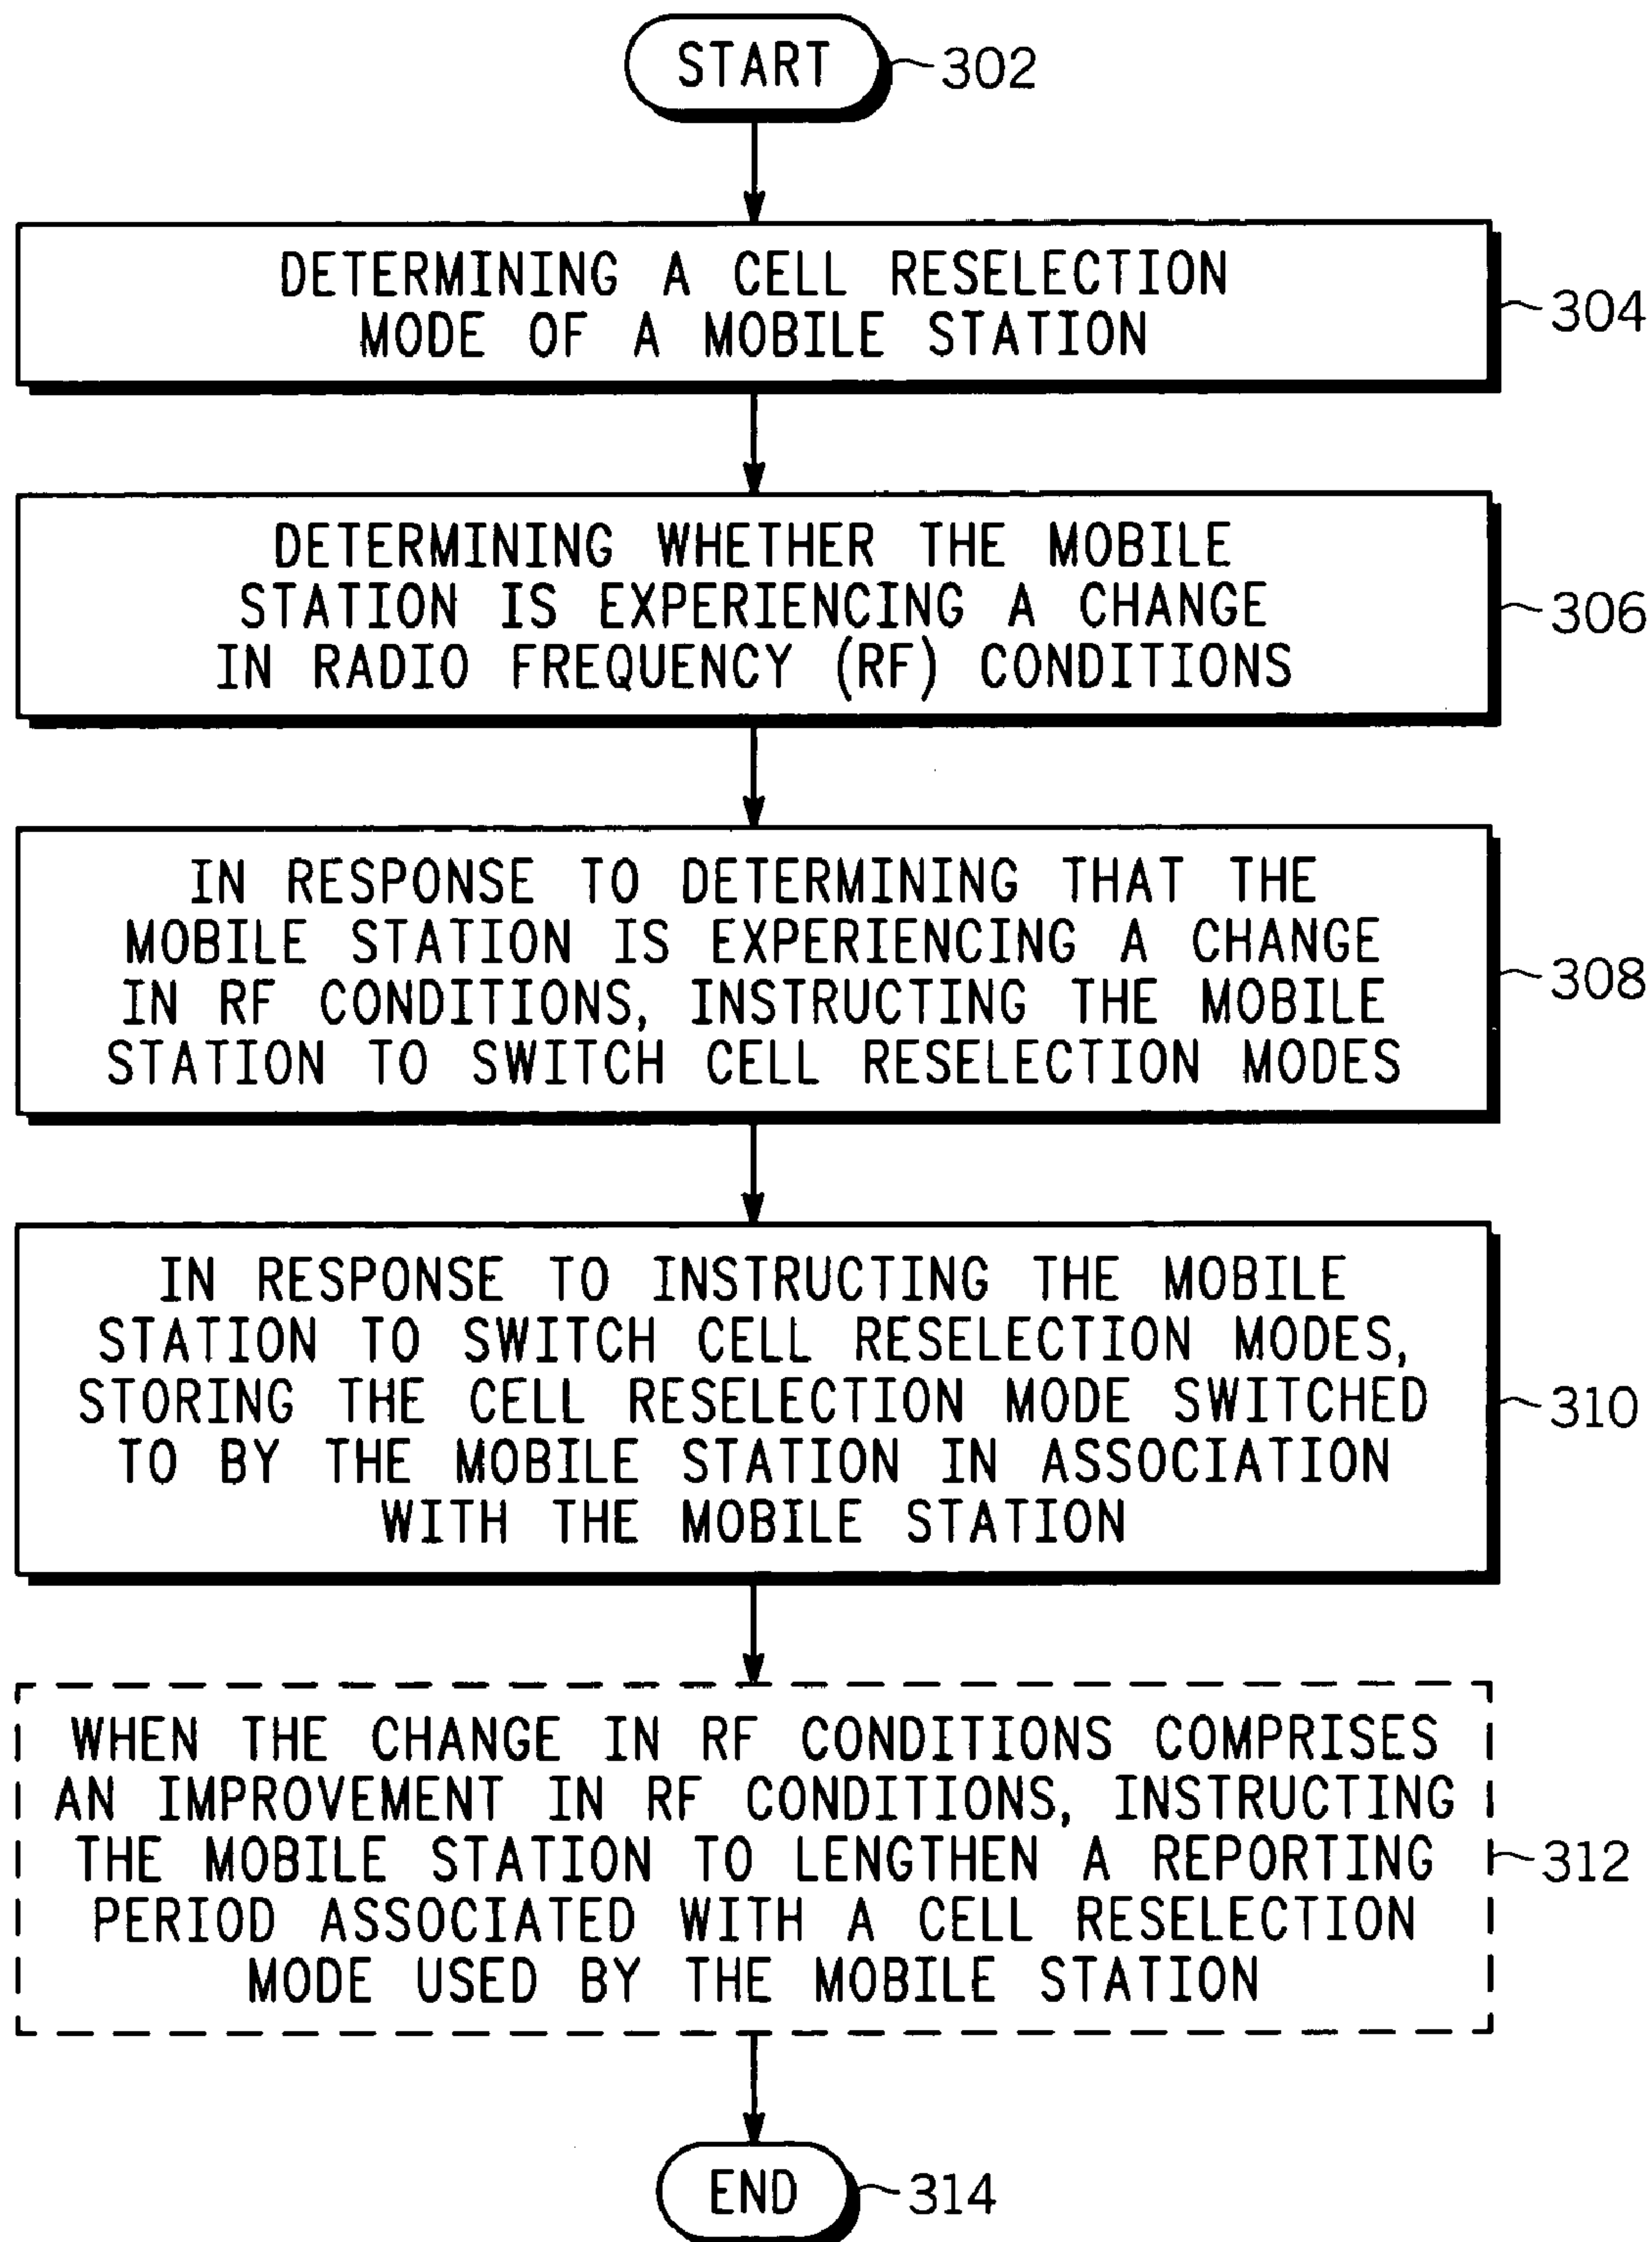 START
302
DETERMINING A CELL RESELECTION
MODE OF A MOBILE STATION
304
DETERMINING WHETHER THE MOBILE
STATION IS EXPERIENCING A CHANGE
IN RADIO FREQUENCY (RF) CONDITIONS
306
IN RESPONSE TO DETERMINING THAT THE
MOBILE STATION IS EXPERIENCING A CHANGE
IN RF CONDITIONS, INSTRUCTING THE MOBILE
STATION TO SWITCH CELL RESELECTION MODES
308
IN RESPONSE TO INSTRUCTING THE MOBILE
STATION TO SWITCH CELL RESELECTION MODES,
STORING THE CELL RESELECTION MODE SWITCHED
TO BY THE MOBILE STATION IN ASSOCIATION
WITH THE MOBILE STATION
310
WHEN THE CHANGE IN RF CONDITIONS COMPRISES
AN IMPROVEMENT IN RF CONDITIONS, INSTRUCTING
THE MOBILE STATION TO LENGTHEN A REPORTING
PERIOD ASSOCIATED WITH A CELL RESELECTION
MODE USED BY THE MOBILE STATION
312
END
314